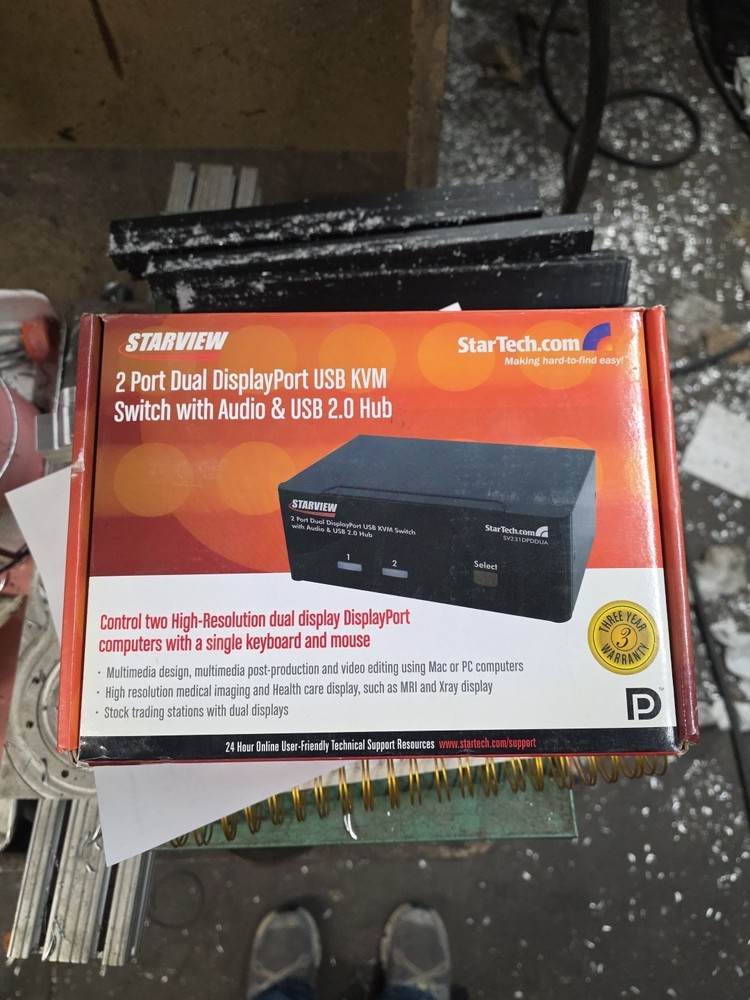 STARVIEW
StarTech.com
Making hard-to-find easy!
2 Port Dual DisplayPort USB KVM
Switch with Audio & USB 2.0 Hub
STARVIEW
2 Port Dual DisplayPort USB KVM Switch
with Audio & USB 2.0 Hub
StarTech.com
SV231DPDDUA
1
2
Select
Control two High-Resolution dual display DisplayPort
computers with a single keyboard and mouse
THREE YEAR
3
WARRANTY
· Multimedia design, multimedia post-production and video editing using Mac or PC computers
· High resolution medical imaging and Health care display, such as MRI and Xray display
· Stock trading stations with dual displays
24 Hour Online User-Friendly Technical Support Resources www.startech.com/support